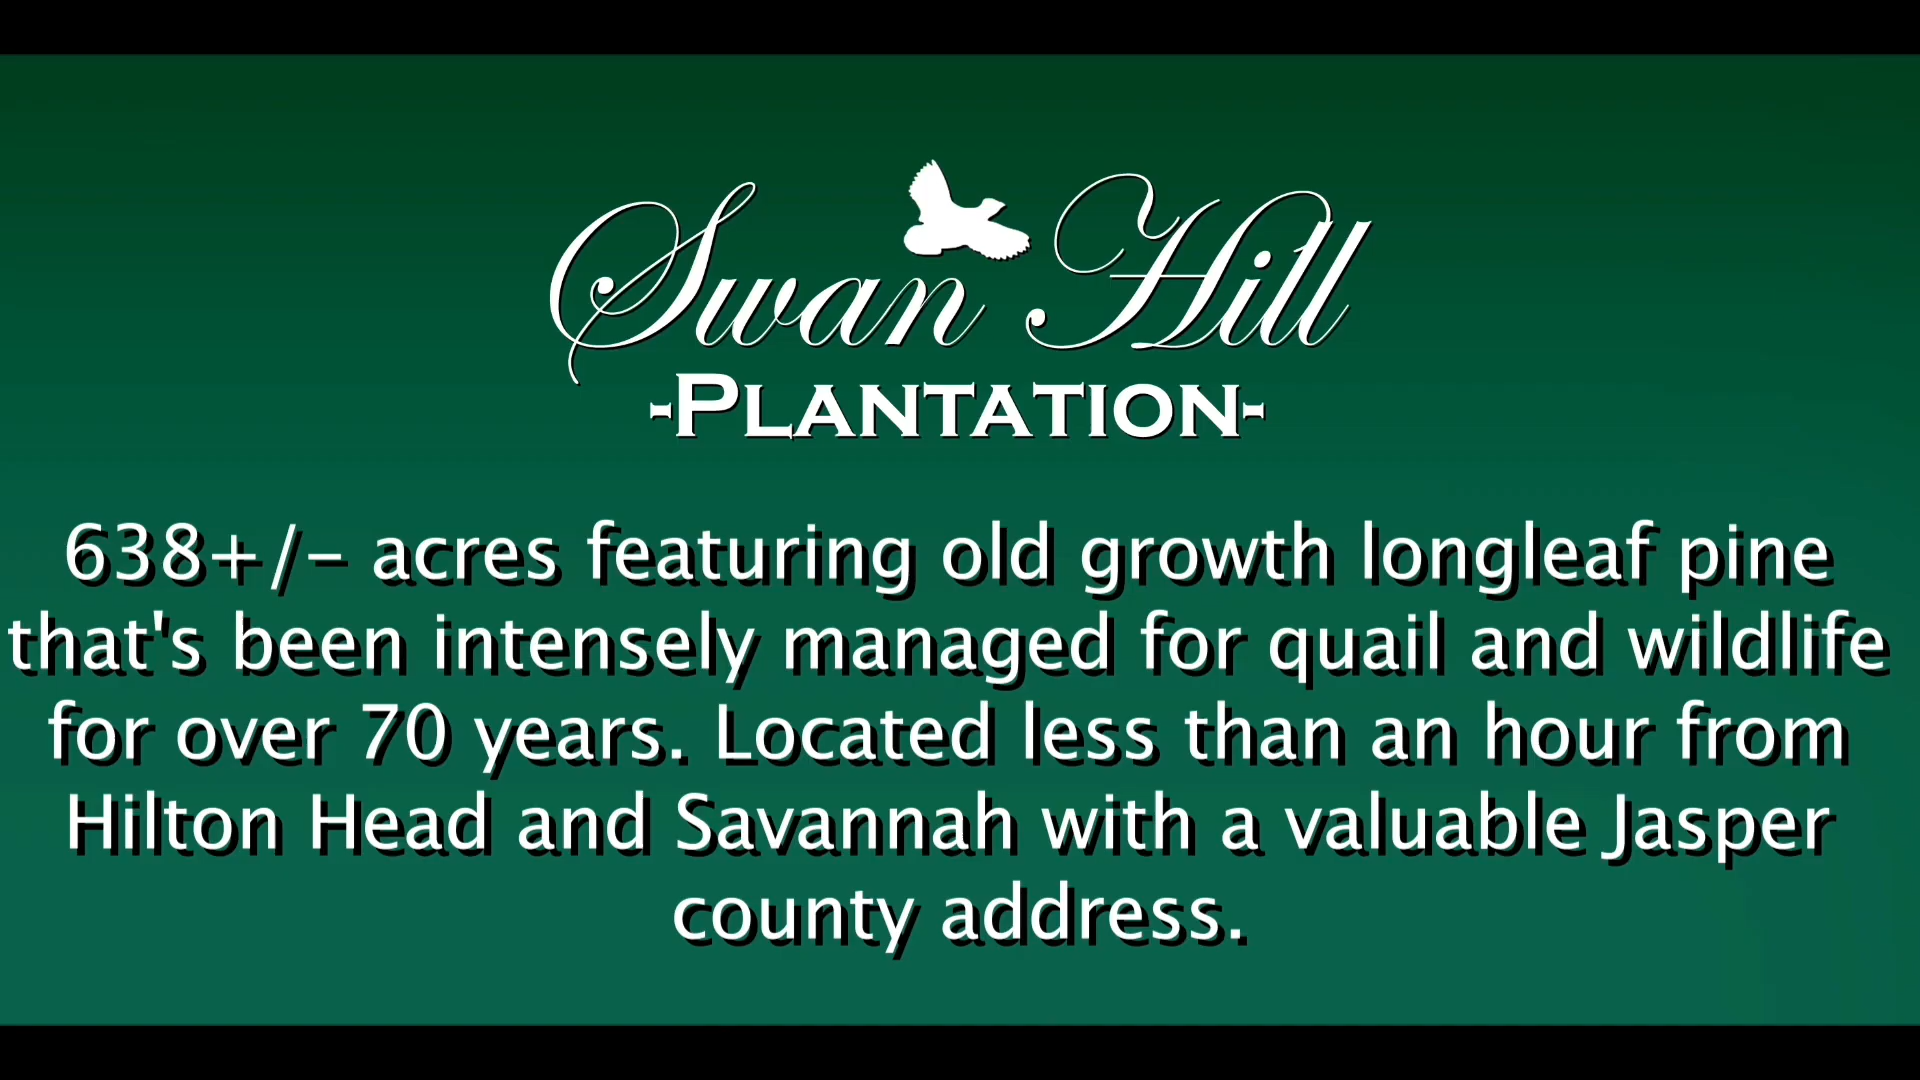 Swan Hill
-PLANTATION-
638+/- acres featuring old growth longleaf pine
that's been intensely managed for quail and wildlife
for over 70 years. Located less than an hour from
Hilton Head and Savannah with a valuable Jasper
county address.